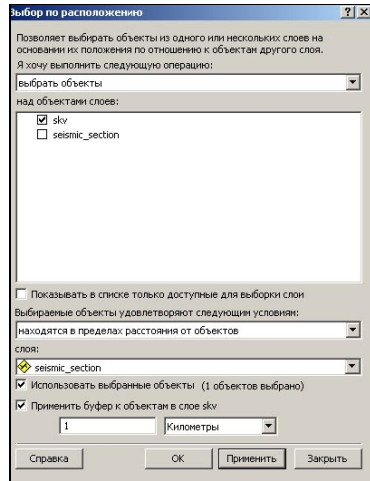 Выбор по расположению
Позволяет выбирать объекты из одного или нескольких слоев на
основании их положения по отношению к объектам другого слоя.
Я хочу выполнить следующую операцию:
выбрать объекты
над объектами слоев:
skv
seismic_section
Показывать в списке только доступные для выборки слои
Выбираемые объекты удовлетворяют следующим условиям:
находятся в пределах расстояния от объектов
слоя:
seismic_section
Использовать выбранные объекты (1 объектов выбрано)
Применить буфер к объектам в слое skv
1 Километры
Справка ОК Применить Закрыть